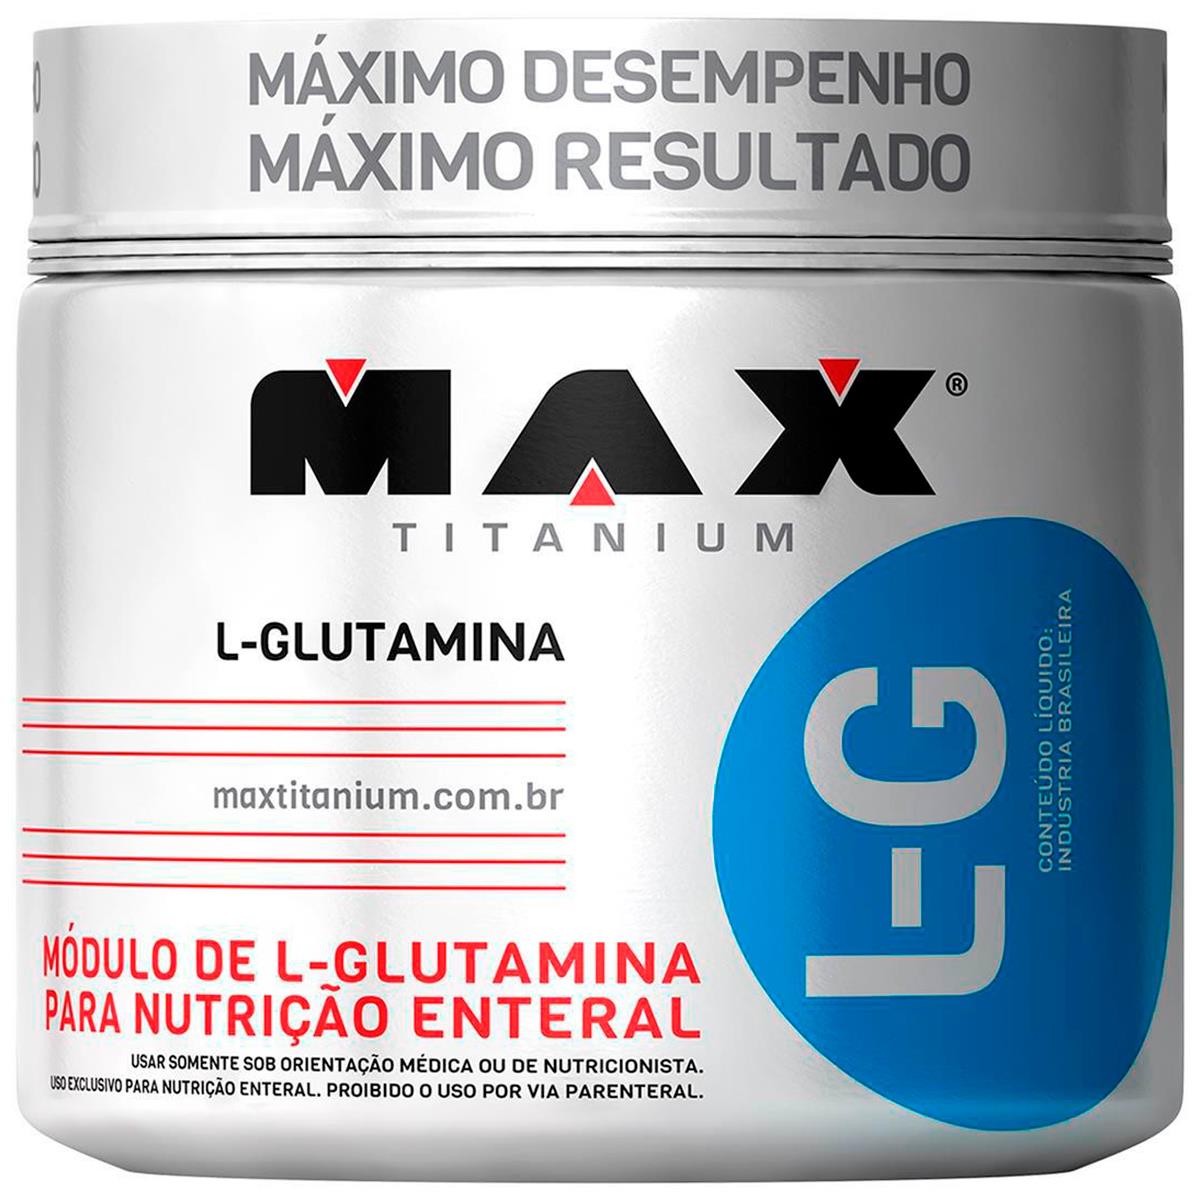 MÁXIMO DESEMPENHO
MÁXIMO RESULTADO
MAX®
TITANIUM
L-GLUTAMINA
maxtitanium.com.br
MÓDULO DE L-GLUTAMINA
PARA NUTRIÇÃO ENTERAL
USAR SOMENTE SOB ORIENTAÇÃO MÉDICA OU DE NUTRICIONISTA.
USO EXCLUSIVO PARA NUTRIÇÃO ENTERAL. PROIBIDO O USO POR VIA PARENTERAL.
L-G
CONTEÚDO LÍQUIDO:
INDÚSTRIA BRASILEIRA